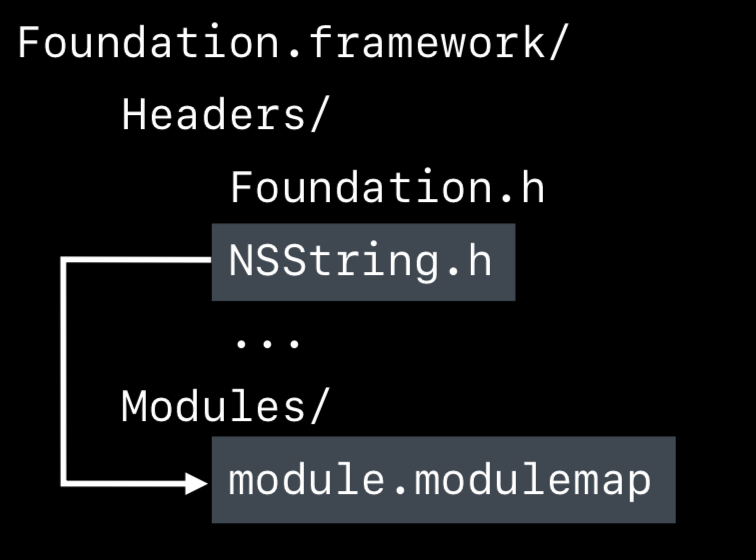 Foundation.framework/
Headers/
Foundation.h
NSString.h
...
Modules/
module.modulemap